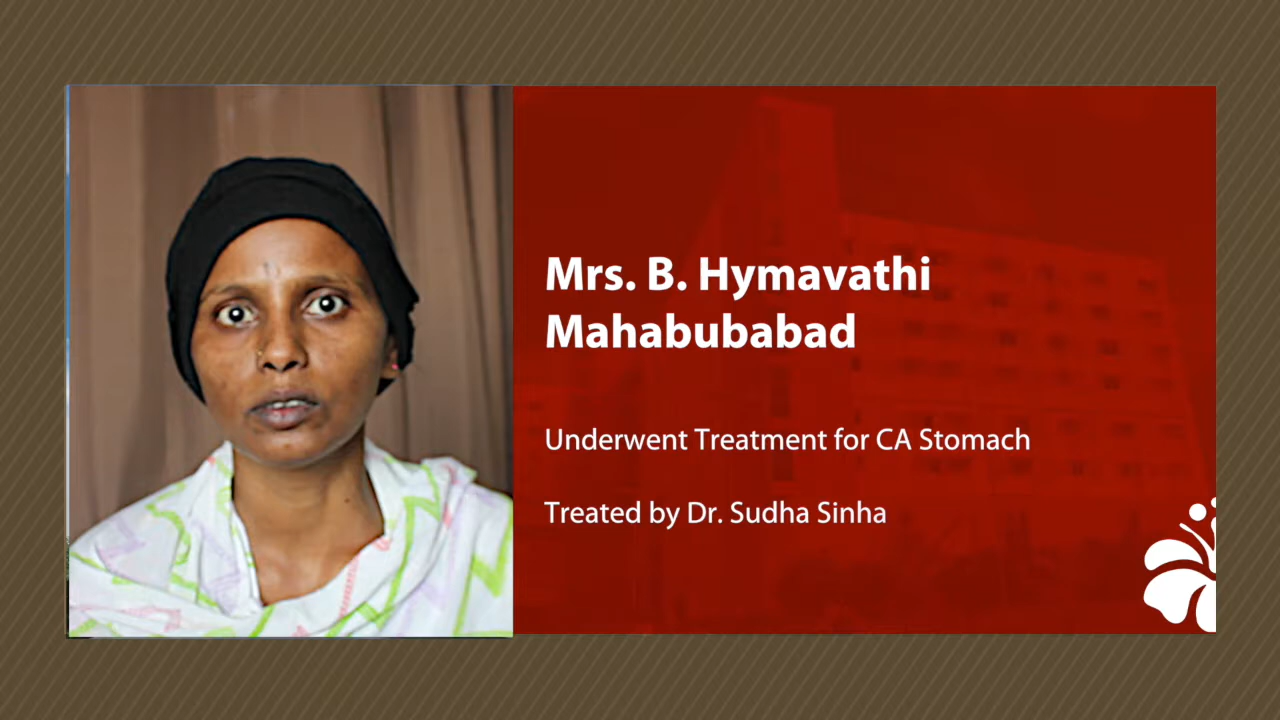 Mrs. B. Hymavathi
Mahabubabad
Underwent Treatment for CA Stomach
Treated by Dr. Sudha Sinha